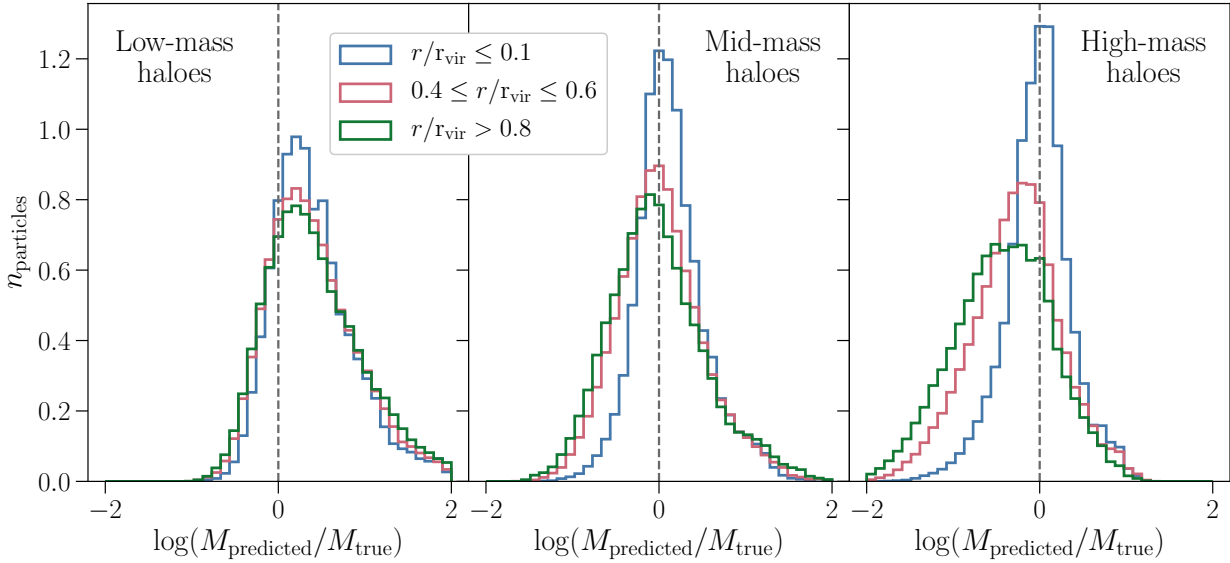 Low-mass
haloes
Mid-mass
haloes
High-mass
haloes
r/r_vir ≤ 0.1
0.4 ≤ r/r_vir ≤ 0.6
r/r_vir > 0.8
n_particles
1.2
1.0
0.8
0.6
0.4
0.2
0.0
−2 0 2
−2 0 2
−2 0 2
log(M_predicted/M_true)
log(M_predicted/M_true)
log(M_predicted/M_true)